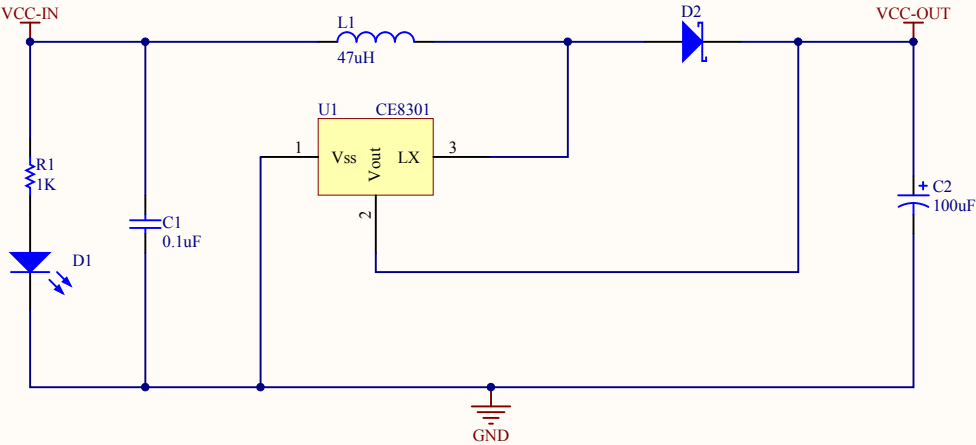 VCC-IN
L1
47uH
D2
VCC-OUT
U1
CE8301
1
Vss
Vout
LX
3
2
R1
1K
C1
0.1uF
D1
+
C2
100uF
GND